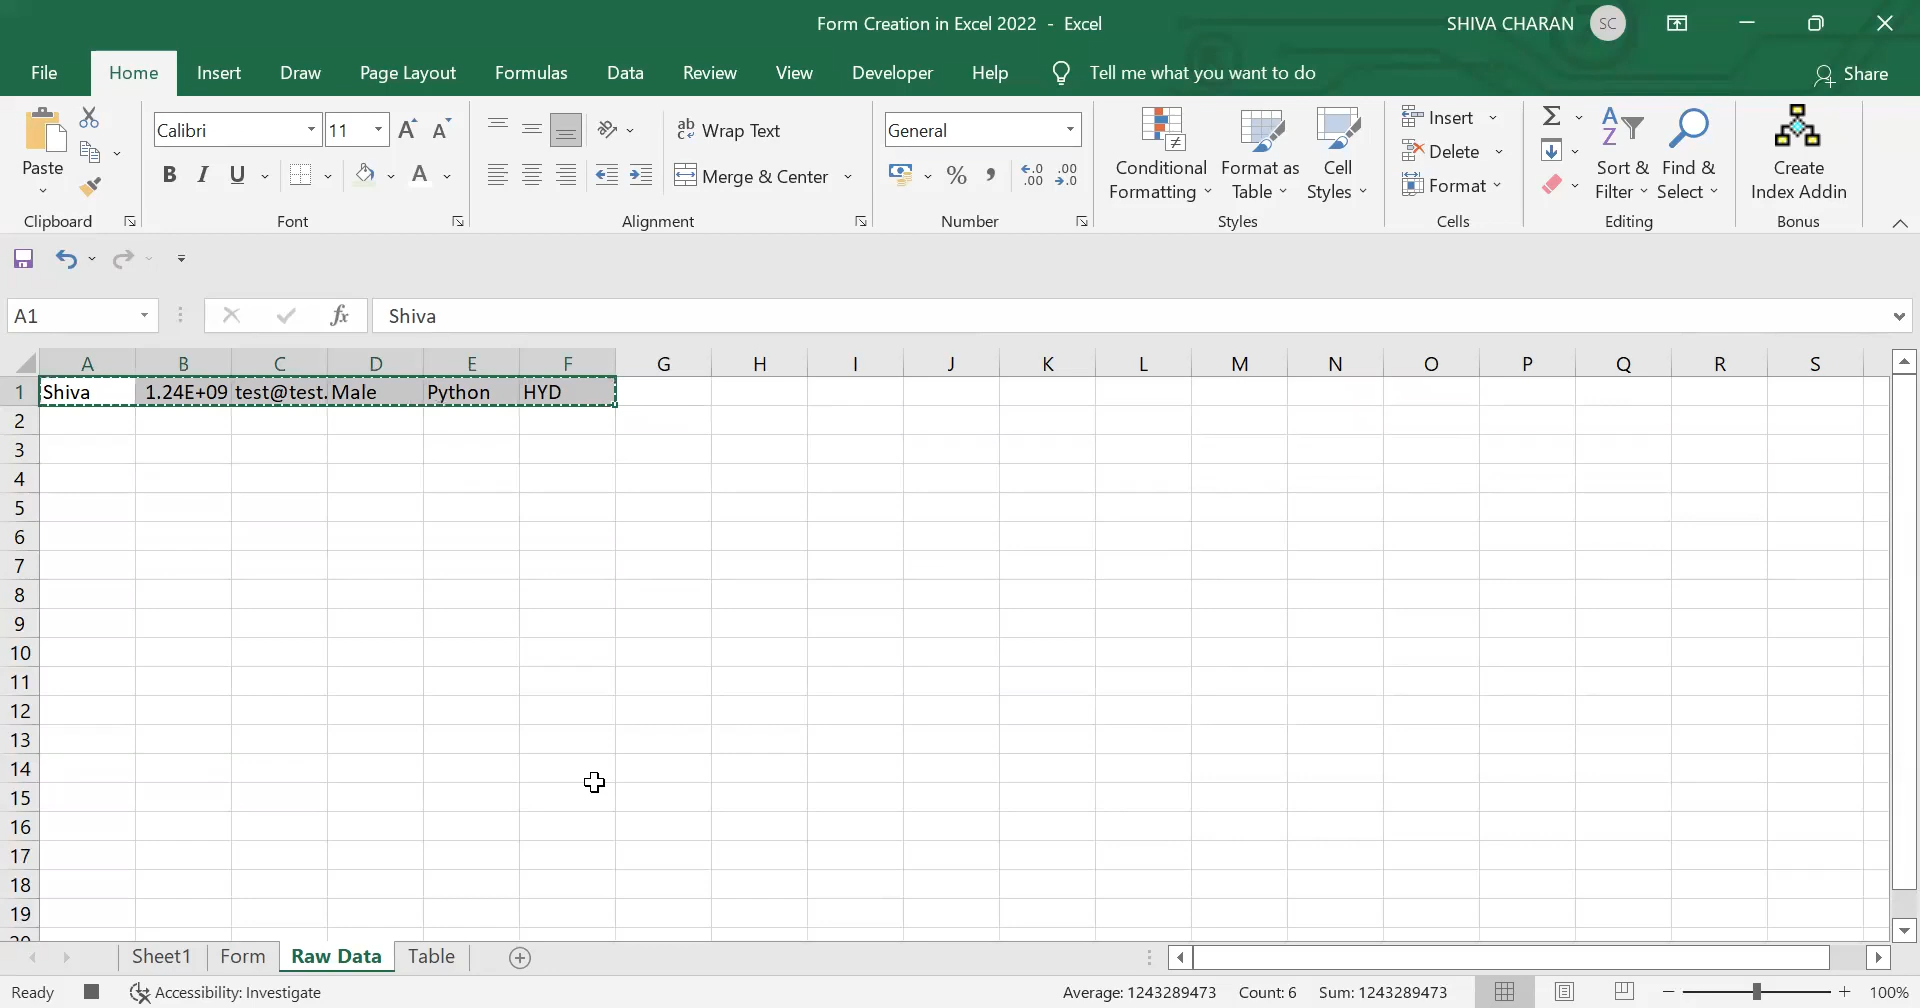 Form Creation in Excel 2022 - Excel
SHIVA CHARAN
SC
File Home Insert Draw Page Layout Formulas Data Review View Developer Help Tell me what you want to do
Share
Calibri 11
ab Wrap Text
General
Insert
Delete
Paste
B I U
Merge & Center
% ,
Conditional Formatting
Format as Table
Cell Styles
Format
Sort & Filter
Find & Select
Create Index Addin
Clipboard Font Alignment Number Styles Cells Editing Bonus
A1 fx Shiva
A B C D E F G H I J K L M N O P Q R S
1 Shiva 1.24E+09 test@test. Male Python HYD
2
3
4
5
6
7
8
9
10
11
12
13
14
15
16
17
18
19
20
Sheet1 Form Raw Data Table
Ready Accessibility: Investigate Average: 1243289473 Count: 6 Sum: 1243289473 100%